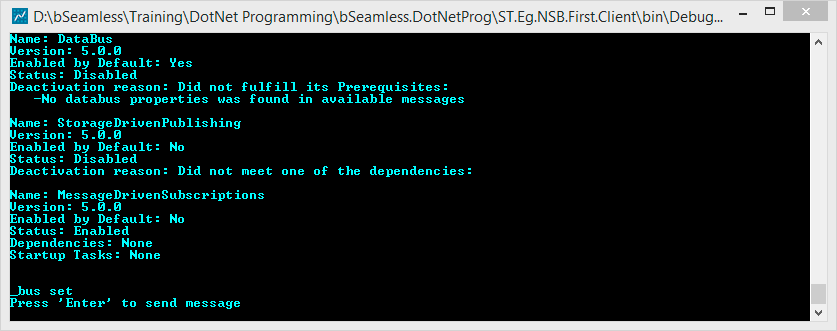 D:\bSeamless\Training\DotNet Programming\bSeamless.DotNetProg\ST.Eg.NSB.First.Client\bin\Debug...
Name: DataBus
Version: 5.0.0
Enabled by Default: Yes
Status: Disabled
Deactivation reason: Did not fulfill its Prerequisites:
   -No databus properties was found in available messages
Name: StorageDrivenPublishing
Version: 5.0.0
Enabled by Default: No
Status: Disabled
Deactivation reason: Did not meet one of the dependencies:
Name: MessageDrivenSubscriptions
Version: 5.0.0
Enabled by Default: No
Status: Enabled
Dependencies: None
Startup Tasks: None
_bus set
Press 'Enter' to send message